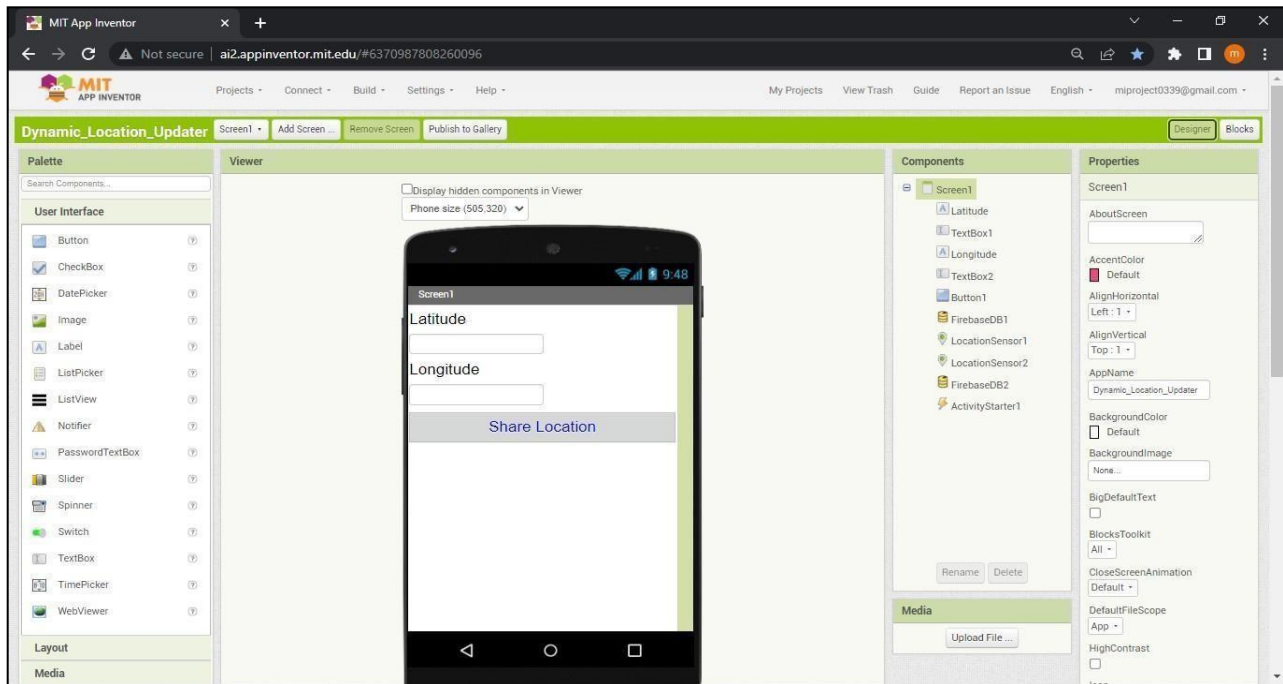 MIT App Inventor
Not secure | ai2.appinventor.mit.edu/#6370987808260096
m
MIT
APP INVENTOR
Projects Connect Build Settings Help My Projects View Trash Guide Report an Issue English miproject0339@gmail.com
Dynamic_Location_Updater Screen1 Add Screen ... Remove Screen Publish to Gallery Designer Blocks
Palette
Search Components...
User Interface
Button
CheckBox
DatePicker
Image
Label
ListPicker
ListView
Notifier
PasswordTextBox
Slider
Spinner
Switch
TextBox
TimePicker
WebViewer
Layout
Media
Viewer
Display hidden components in Viewer
Phone size (505,320)
9:48
Screen1
Latitude
Longitude
Share Location
Components
Screen1
Latitude
TextBox1
Longitude
TextBox2
Button1
FirebaseDB1
LocationSensor1
LocationSensor2
FirebaseDB2
ActivityStarter1
Rename Delete
Media
Upload File ...
Properties
Screen1
AboutScreen
AccentColor
Default
AlignHorizontal
Left : 1
AlignVertical
Top : 1
AppName
Dynamic_Location_Updater
BackgroundColor
Default
BackgroundImage
None...
BigDefaultText
BlocksToolkit
All
CloseScreenAnimation
Default
DefaultFileScope
App
HighContrast